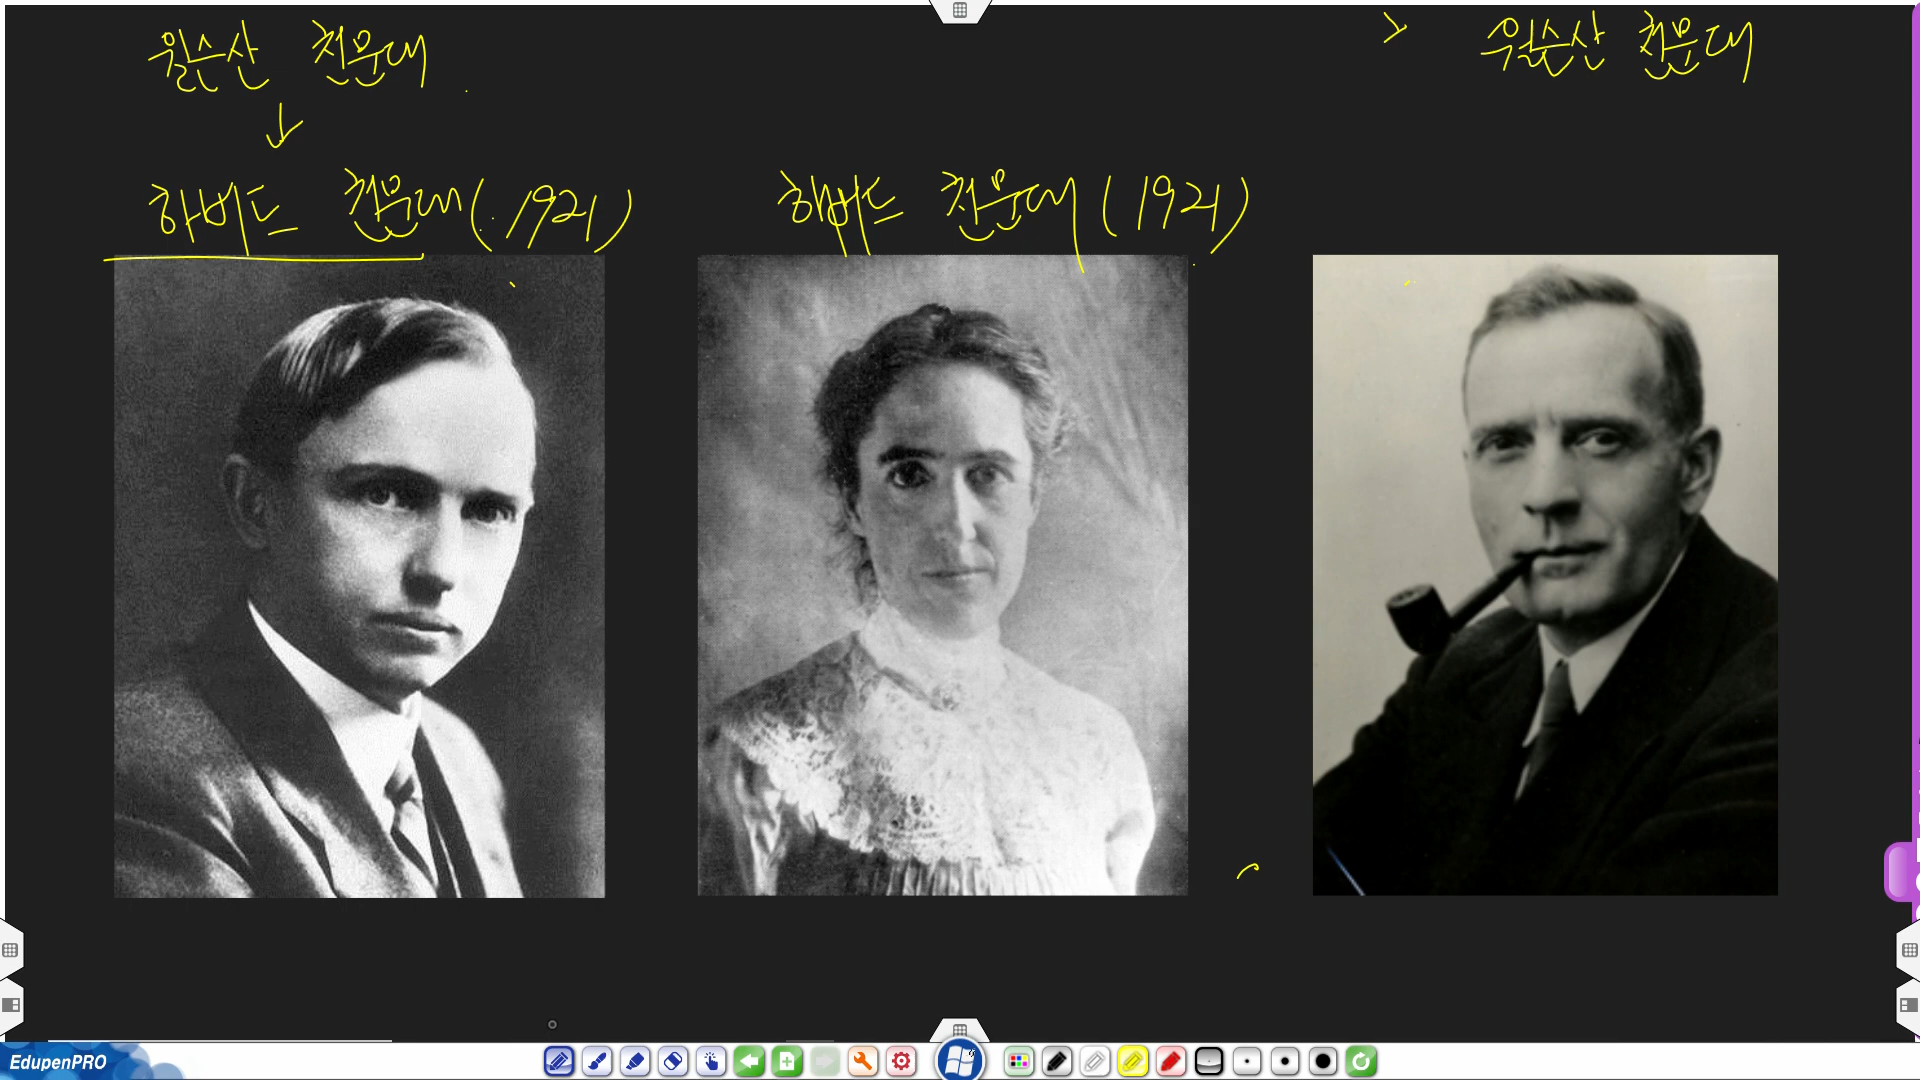 윌슨산 천문대
↓
하버드 천문대 (1921)
하버드 천문대 (1921)
> 윌슨산 천문대
EdupenPRO